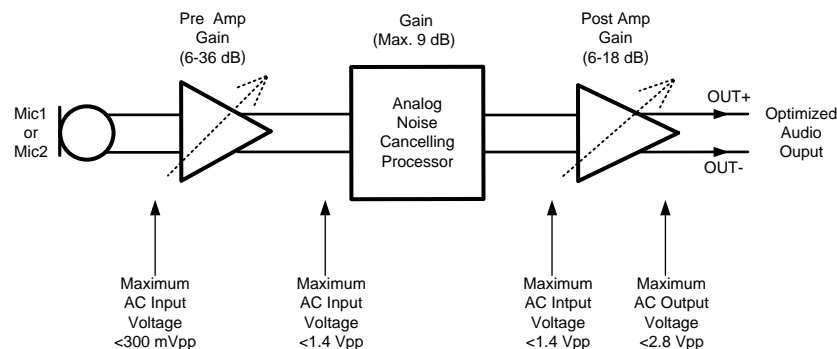 Pre Amp
Gain
(6-36 dB)
Gain
(Max. 9 dB)
Post Amp
Gain
(6-18 dB)
Mic1
or
Mic2
Analog
Noise
Cancelling
Processor
OUT+
OUT-
Optimized
Audio
Ouput
Maximum
AC Input
Voltage
<300 mVpp
Maximum
AC Input
Voltage
<1.4 Vpp
Maximum
AC Intput
Voltage
<1.4 Vpp
Maximum
AC Output
Voltage
<2.8 Vpp